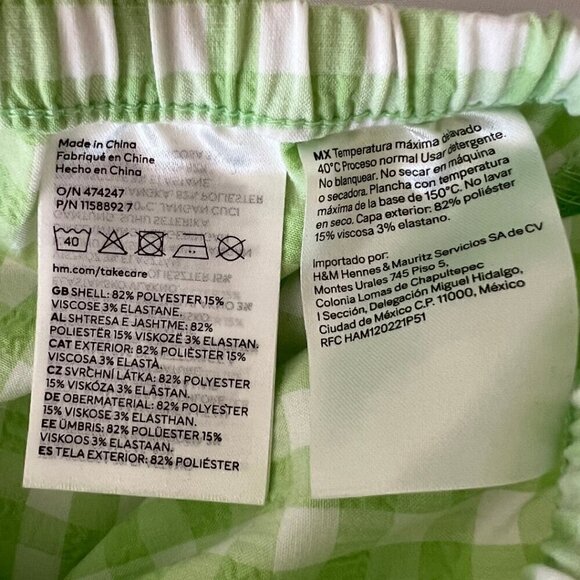 Made in China
Fabriqué en Chine
Hecho en China
O/N 474247
P/N 1158892 7
40
hm.com/takecare
GB SHELL: 82% POLYESTER 15%
VISCOSE 3% ELASTANE.
AL SHTRESA E JASHTME: 82%
POLIESTËR 15% VISKOZË 3% ELASTAN.
CAT EXTERIOR: 82% POLIÈSTER 15%
VISCOSA 3% ELASTÀ.
CZ SVRCHNÍ LÁTKA: 82% POLYESTER
15% VISKÓZA 3% ELASTAN.
DE OBERMATERIAL: 82% POLYESTER
15% VISKOSE 3% ELASTHAN.
EE ÜMBRIS: 82% POLÜESTER 15%
VISKOOS 3% ELASTAAN.
ES TELA EXTERIOR: 82% POLIÉSTER
MX Temperatura máxima de lavado
40°C Proceso normal Usar detergente.
No blanquear. No secar en máquina
o secadora. Plancha con temperatura
máxima de la base de 150°C. No lavar
en seco. Capa exterior: 82% poliéster
15% viscosa 3% elastano.
Importado por:
H&M Hennes & Mauritz Servicios SA de CV
Montes Urales 745 Piso 5,
Colonia Lomas de Chapultepec
I Sección, Delegación Miguel Hidalgo,
Ciudad de México C.P. 11000, México
RFC HAM120221P51